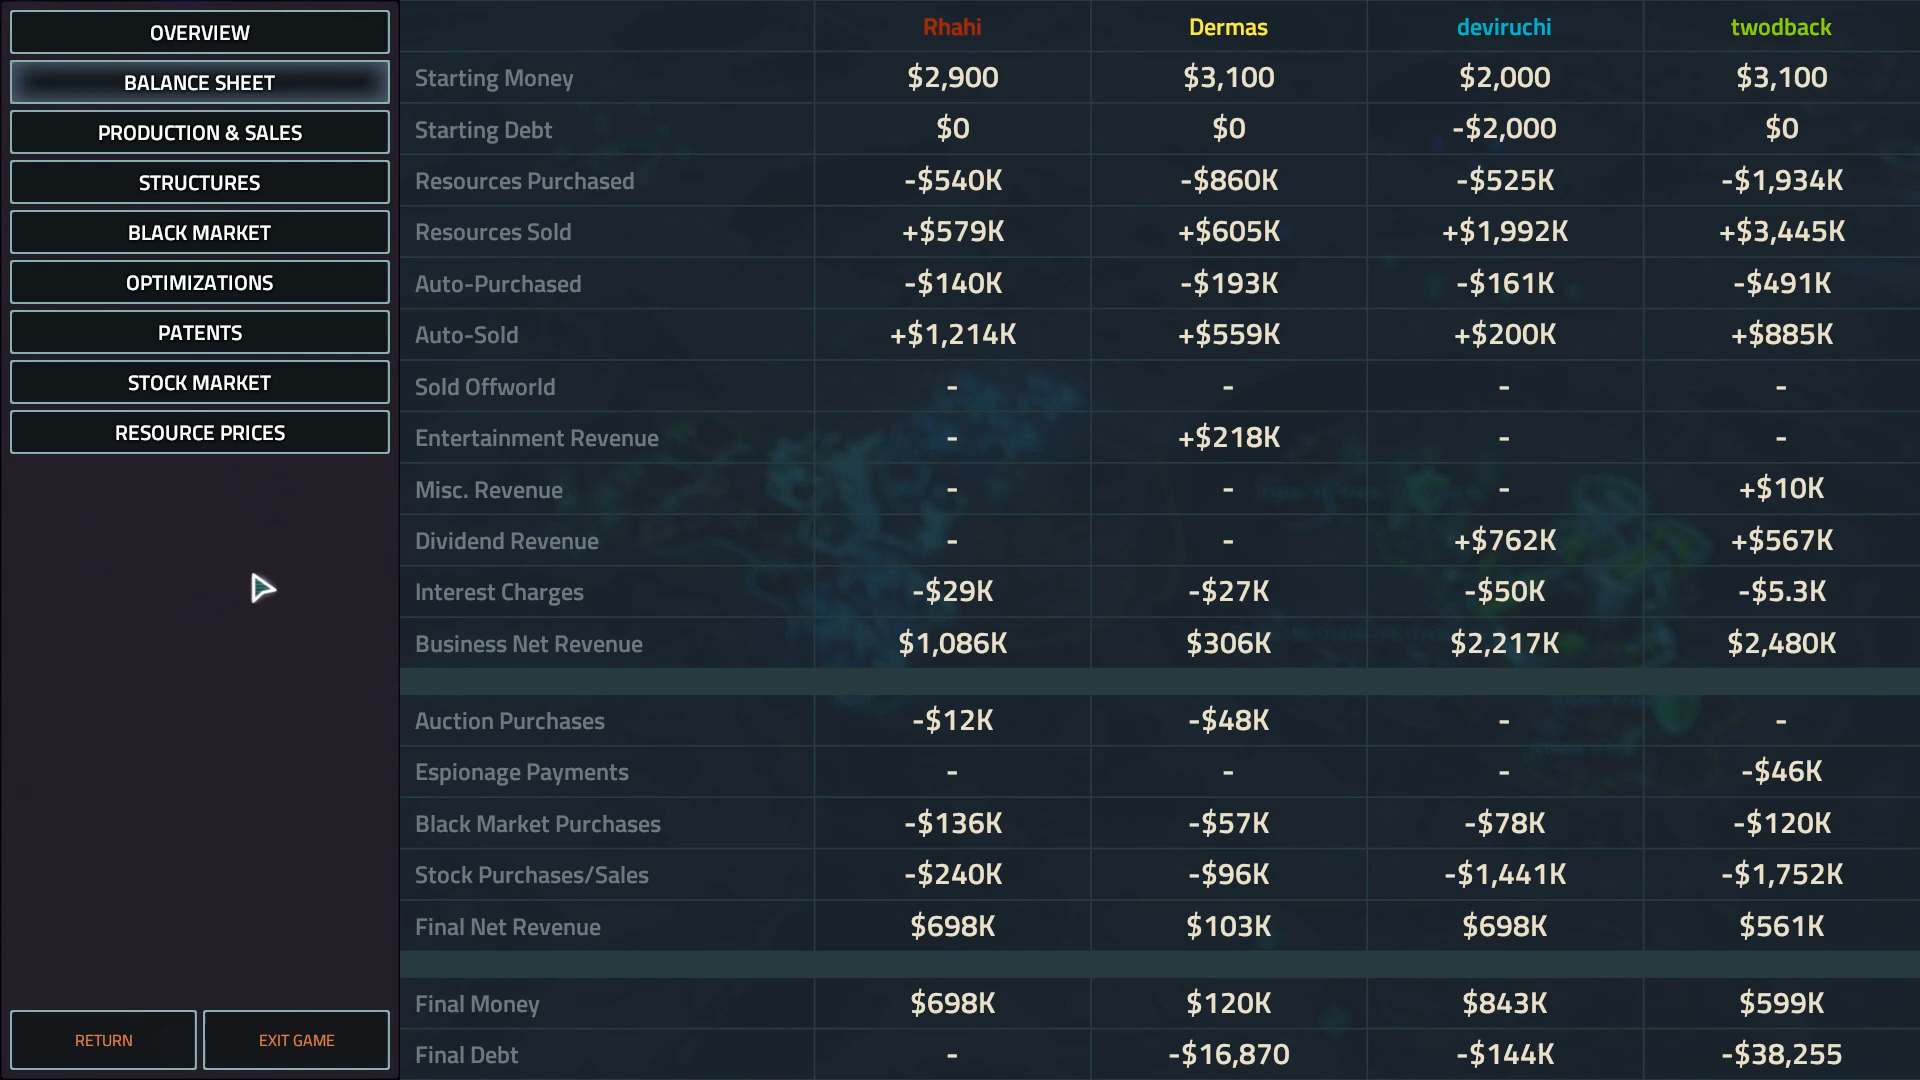 OVERVIEW
BALANCE SHEET
PRODUCTION & SALES
STRUCTURES
BLACK MARKET
OPTIMIZATIONS
PATENTS
STOCK MARKET
RESOURCE PRICES
RETURN EXIT GAME
Rhahi Dermas deviruchi twodback
Starting Money $2,900 $3,100 $2,000 $3,100
Starting Debt $0 $0 -$2,000 $0
Resources Purchased -$540K -$860K -$525K -$1,934K
Resources Sold +$579K +$605K +$1,992K +$3,445K
Auto-Purchased -$140K -$193K -$161K -$491K
Auto-Sold +$1,214K +$559K +$200K +$885K
Sold Offworld - - - -
Entertainment Revenue - +$218K - -
Misc. Revenue - - - +$10K
Dividend Revenue - - +$762K +$567K
Interest Charges -$29K -$27K -$50K -$5.3K
Business Net Revenue $1,086K $306K $2,217K $2,480K
Auction Purchases -$12K -$48K - -
Espionage Payments - - - -$46K
Black Market Purchases -$136K -$57K -$78K -$120K
Stock Purchases/Sales -$240K -$96K -$1,441K -$1,752K
Final Net Revenue $698K $103K $698K $561K
Final Money $698K $120K $843K $599K
Final Debt - -$16,870 -$144K -$38,255